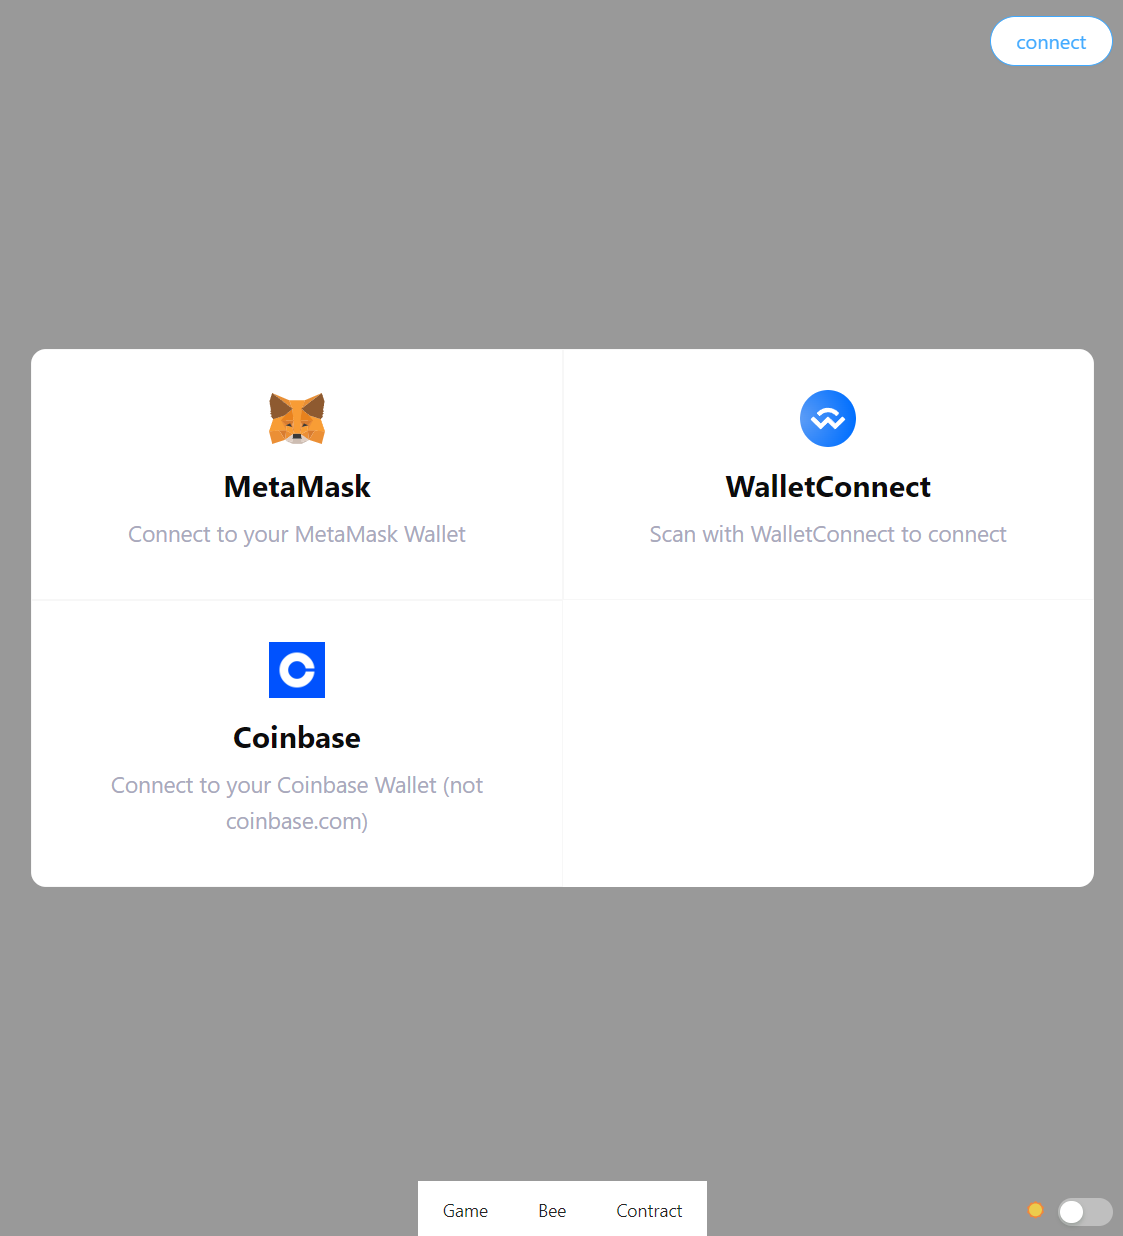 connect
MetaMask
Connect to your MetaMask Wallet
WalletConnect
Scan with WalletConnect to connect
Coinbase
Connect to your Coinbase Wallet (not
coinbase.com)
Game Bee Contract